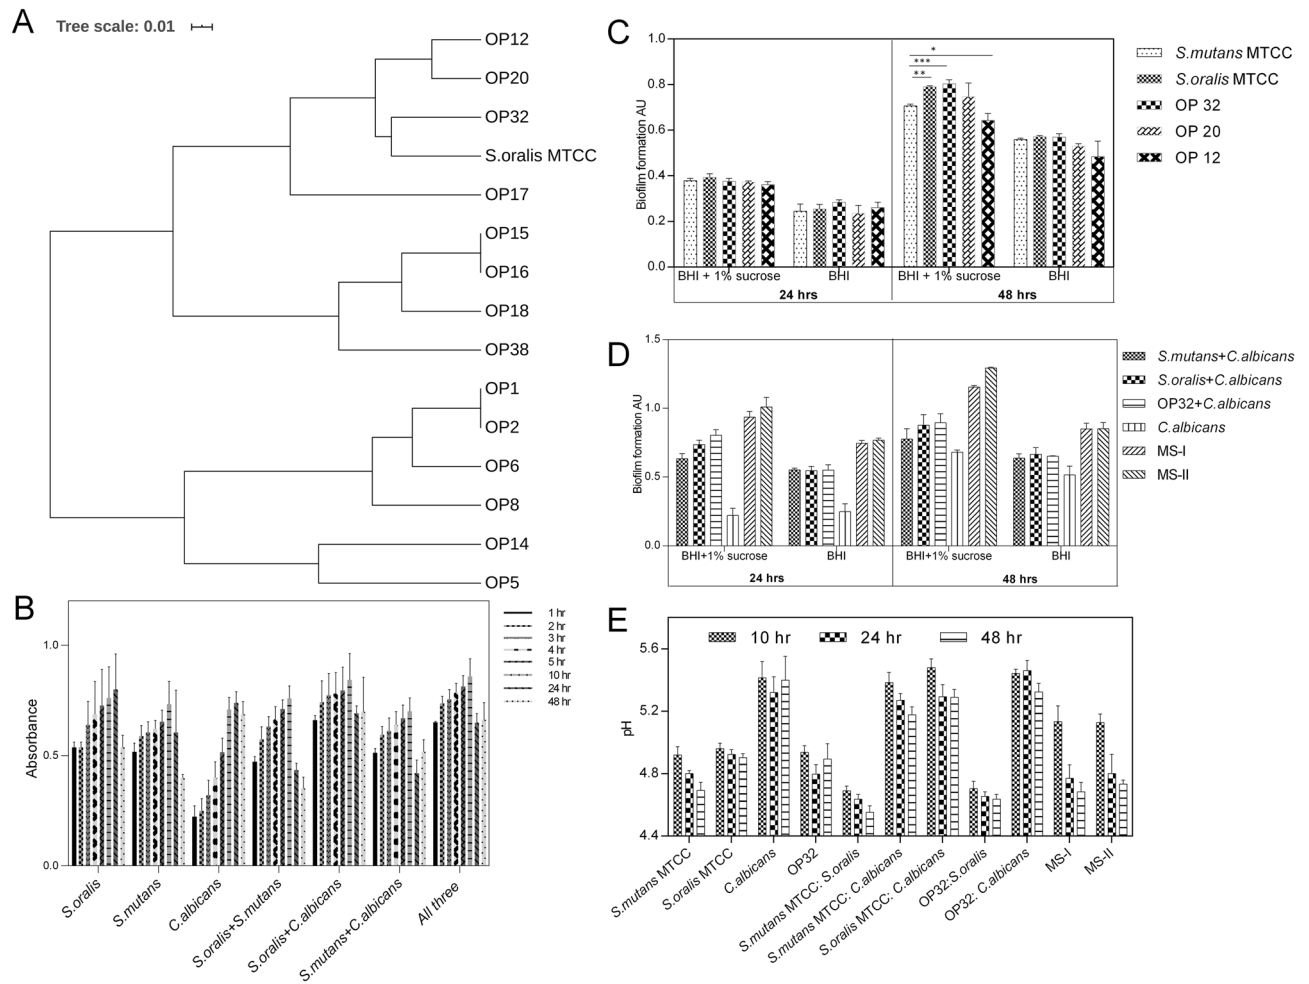 A
Tree scale: 0.01
OP12
OP20
OP32
S.oralis MTCC
OP17
OP15
OP16
OP18
OP38
OP1
OP2
OP6
OP8
OP14
OP5
B
Absorbance
1.0
0.5
0.0
S.oralis
S.mutans
C.albicans
S.oralis+S.mutans
S.oralis+C.albicans
S.mutans+C.albicans
All three
1 hr
2 hr
3 hr
4 hr
5 hr
10 hr
24 hr
48 hr
C
Biofilm formation AU
1.0
0.8
0.6
0.4
0.2
0.0
*
***
**
BHI + 1% sucrose
BHI
BHI + 1% sucrose
BHI
24 hrs
48 hrs
S.mutans MTCC
S.oralis MTCC
OP 32
OP 20
OP 12
D
Biofilm formation AU
1.5
1.0
0.5
0.0
BHI+1% sucrose
BHI
BHI+1% sucrose
BHI
24 hrs
48 hrs
S.mutans+C.albicans
S.oralis+C.albicans
OP32+C.albicans
C.albicans
MS-I
MS-II
E
pH
5.6
5.2
4.8
4.4
10 hr
24 hr
48 hr
S.mutans MTCC
S.oralis MTCC
C.albicans
OP32
S.mutans MTCC: S.oralis
S.mutans MTCC: C.albicans
S.oralis MTCC: C.albicans
OP32:S.oralis
OP32: C.albicans
MS-I
MS-II